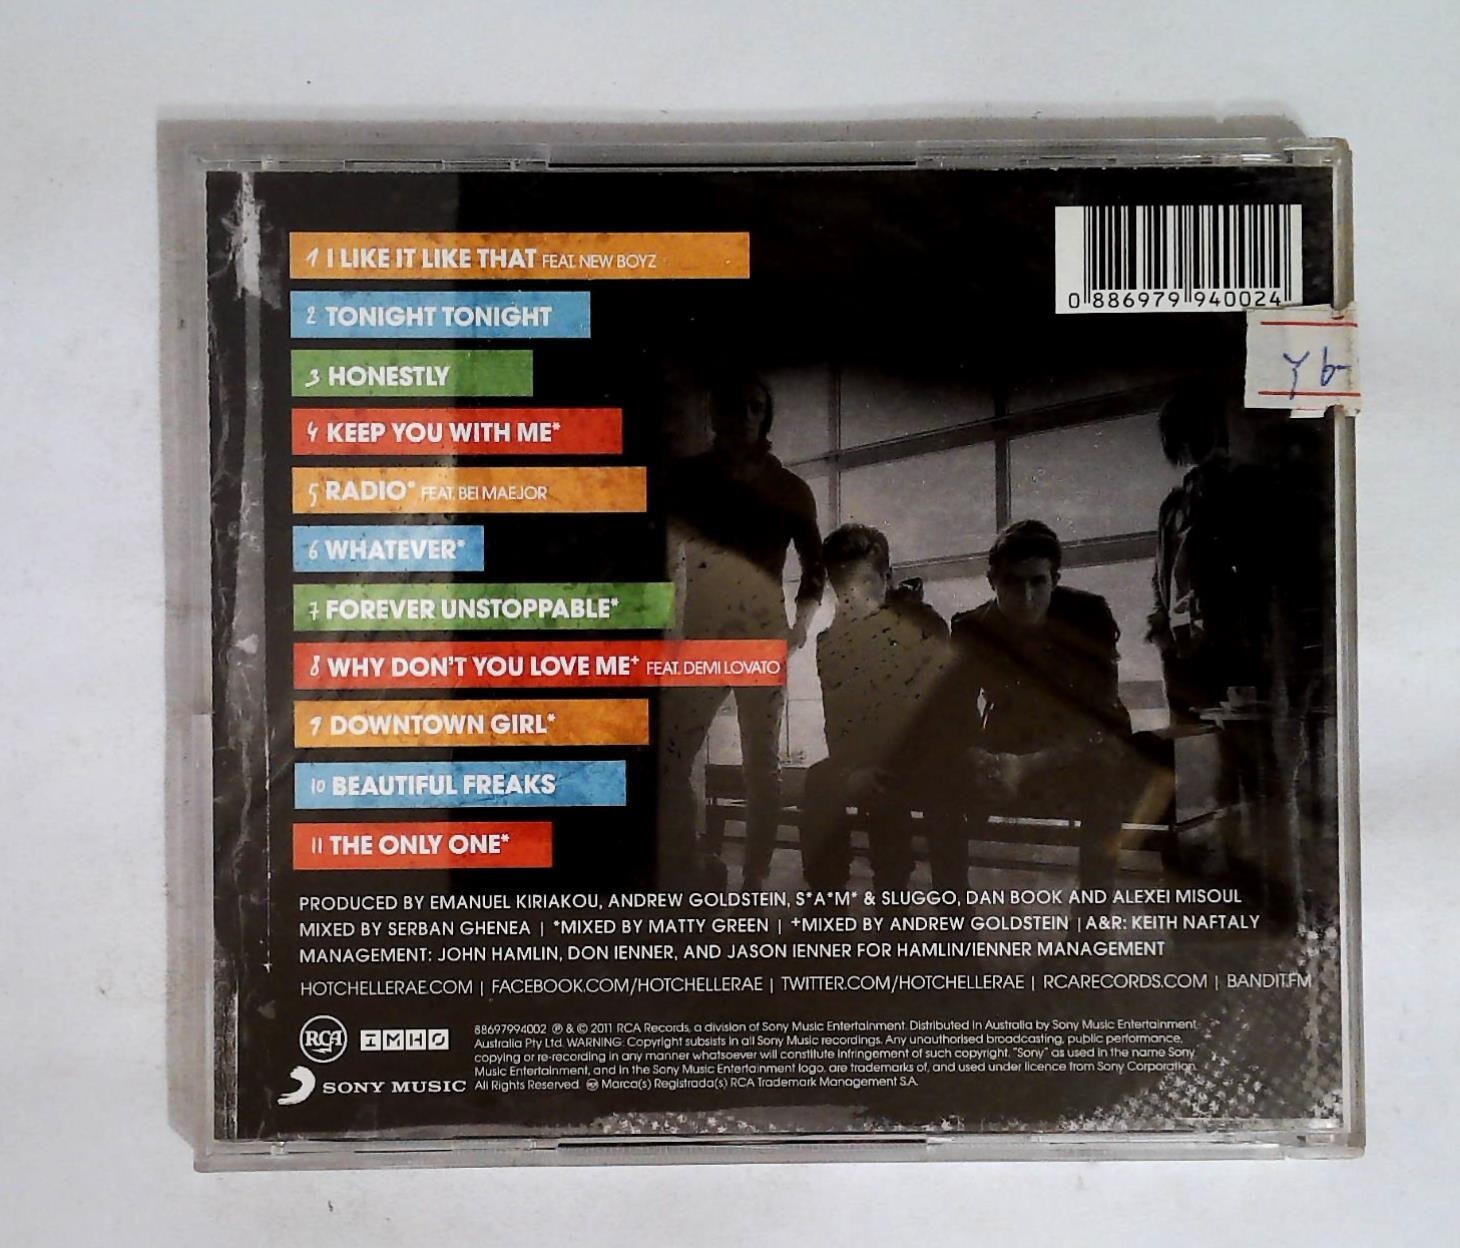 1 I LIKE IT LIKE THAT FEAT. NEW BOYZ
2 TONIGHT TONIGHT
3 HONESTLY
4 KEEP YOU WITH ME*
5 RADIO* FEAT. BEI MAEJOR
6 WHATEVER*
7 FOREVER UNSTOPPABLE*
8 WHY DON'T YOU LOVE ME+ FEAT. DEMI LOVATO
9 DOWNTOWN GIRL*
10 BEAUTIFUL FREAKS
11 THE ONLY ONE*
0 886979 940024
PRODUCED BY EMANUEL KIRIAKOU, ANDREW GOLDSTEIN, S*A*M* & SLUGGO, DAN BOOK AND ALEXEI MISOUL
MIXED BY SERBAN GHENEA | *MIXED BY MATTY GREEN | +MIXED BY ANDREW GOLDSTEIN | A&R: KEITH NAFTALY
MANAGEMENT: JOHN HAMLIN, DON IENNER, AND JASON IENNER FOR HAMLIN/IENNER MANAGEMENT
HOTCHELLERAE.COM | FACEBOOK.COM/HOTCHELLERAE | TWITTER.COM/HOTCHELLERAE | RCARECORDS.COM | BANDIT.FM
RCA IMHO
SONY MUSIC
88697994002 ℗ & © 2011 RCA Records, a division of Sony Music Entertainment. Distributed in Australia by Sony Music Entertainment
Australia Pty Ltd. WARNING: Copyright subsists in all Sony Music recordings. Any unauthorised broadcasting, public performance,
copying or re-recording in any manner whatsoever will constitute infringement of such copyright. "Sony" as used in the name Sony
Music Entertainment, and in the Sony Music Entertainment logo, are trademarks of, and used under licence from Sony Corporation.
All Rights Reserved. Marca(s) Registrada(s) RCA Trademark Management S.A.